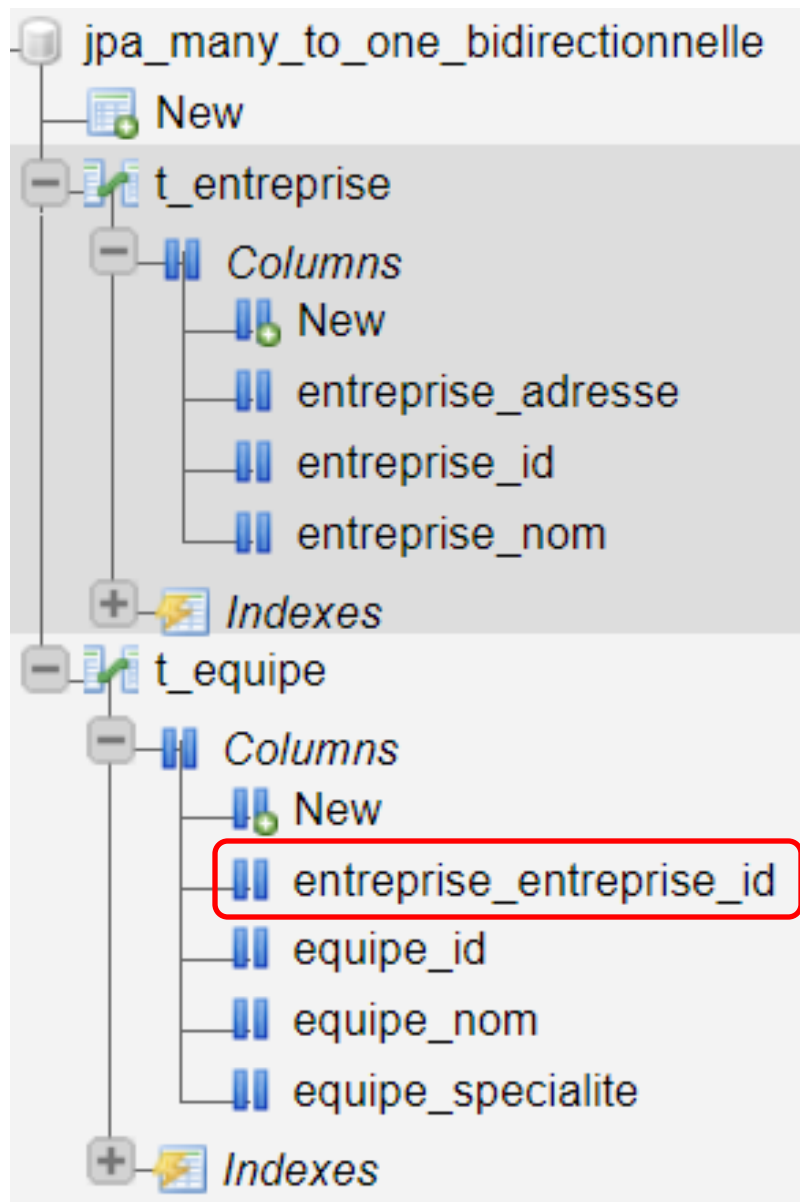 jpa_many_to_one_bidirectionnelle
New
t_entreprise
Columns
New
entreprise_adresse
entreprise_id
entreprise_nom
Indexes
t_equipe
Columns
New
entreprise_entreprise_id
equipe_id
equipe_nom
equipe_specialite
Indexes